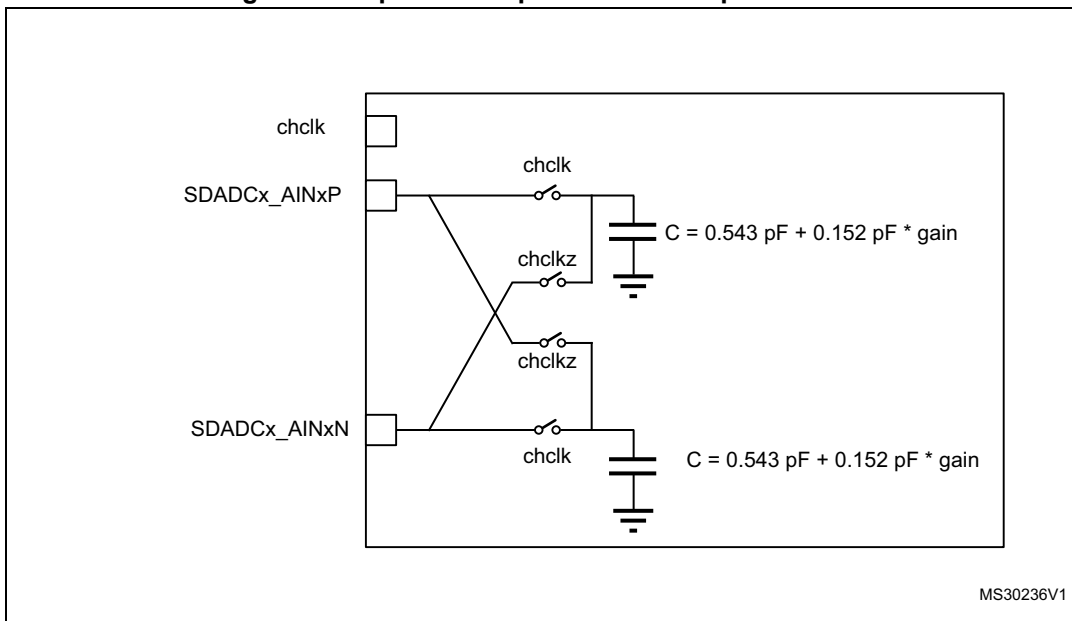 chclk
SDADCx_AINxP
chclk
C = 0.543 pF + 0.152 pF * gain
chclkz
chclkz
SDADCx_AINxN
chclk
C = 0.543 pF + 0.152 pF * gain
MS30236V1